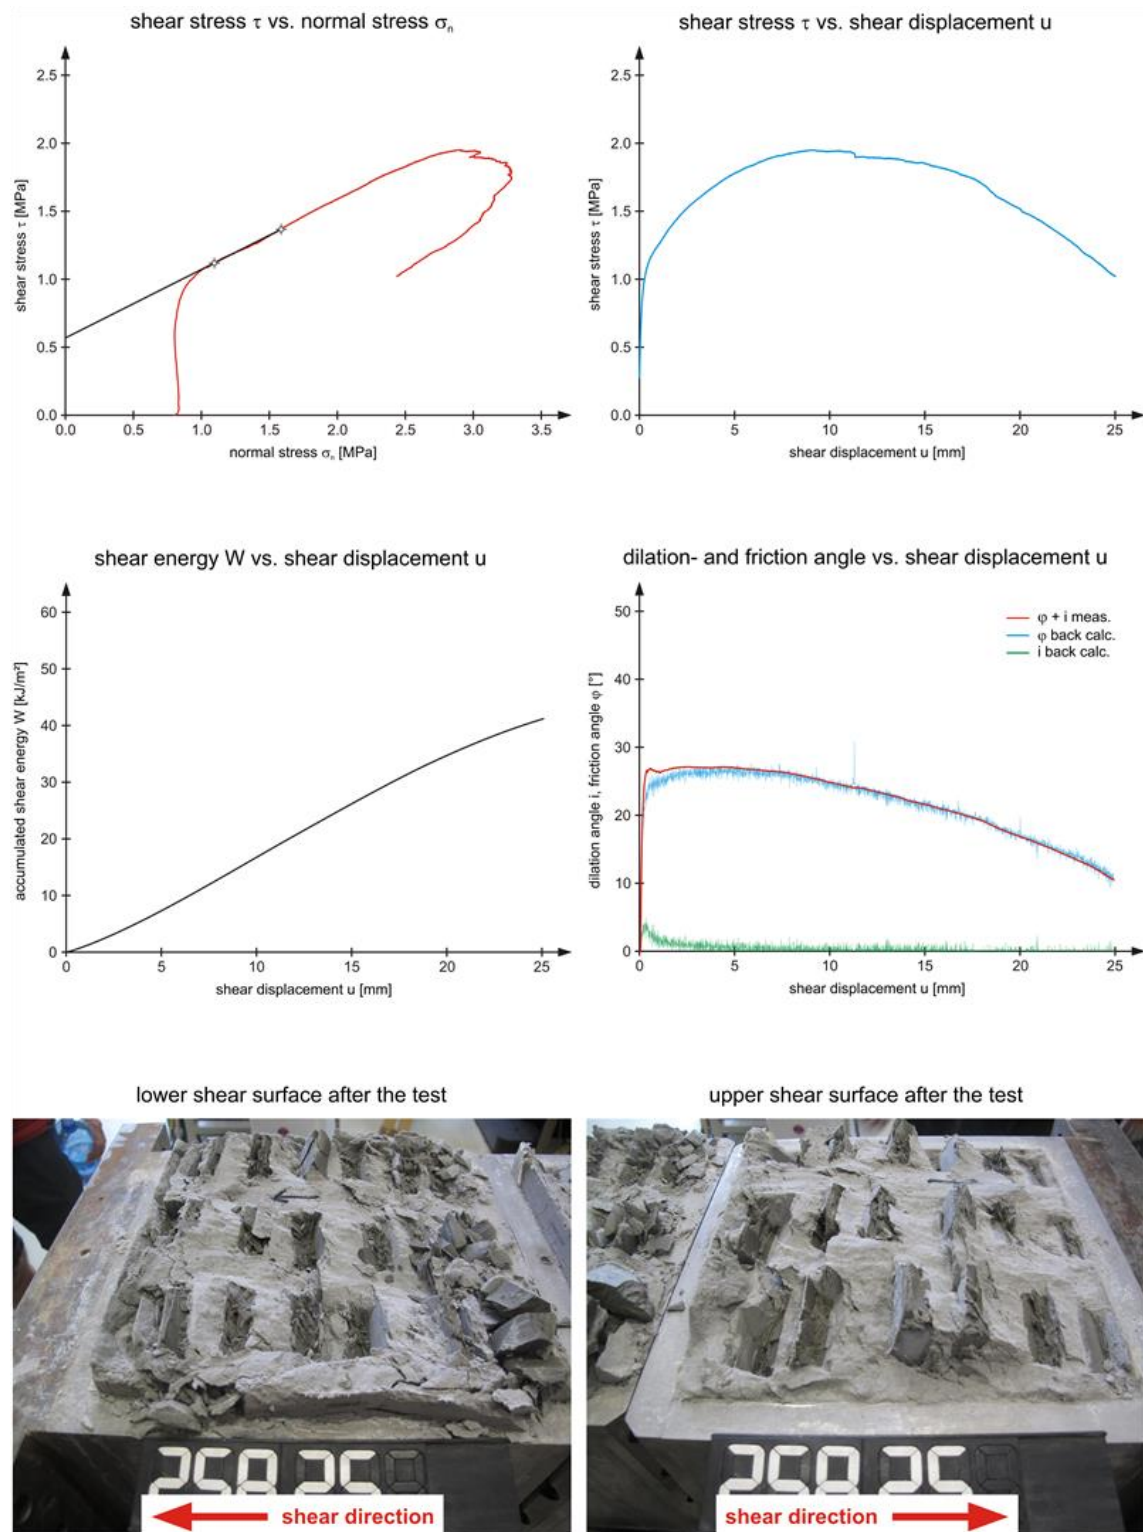 shear stress τ vs. normal stress σn
shear stress τ vs. shear displacement u
shear stress τ [MPa]
2.5
2.0
1.5
1.0
0.5
0.0
0.0 0.5 1.0 1.5 2.0 2.5 3.0 3.5
normal stress σn [MPa]
shear stress τ [MPa]
2.5
2.0
1.5
1.0
0.5
0.0
0 5 10 15 20 25
shear displacement u [mm]
shear energy W vs. shear displacement u
dilation- and friction angle vs. shear displacement u
accumulated shear energy W [kJ/m²]
60
50
40
30
20
10
0
0 5 10 15 20 25
shear displacement u [mm]
dilation angle i, friction angle φ [°]
50
40
30
20
10
0
φ + i meas.
φ back calc.
i back calc.
0 5 10 15 20 25
shear displacement u [mm]
lower shear surface after the test
upper shear surface after the test
shear direction
shear direction